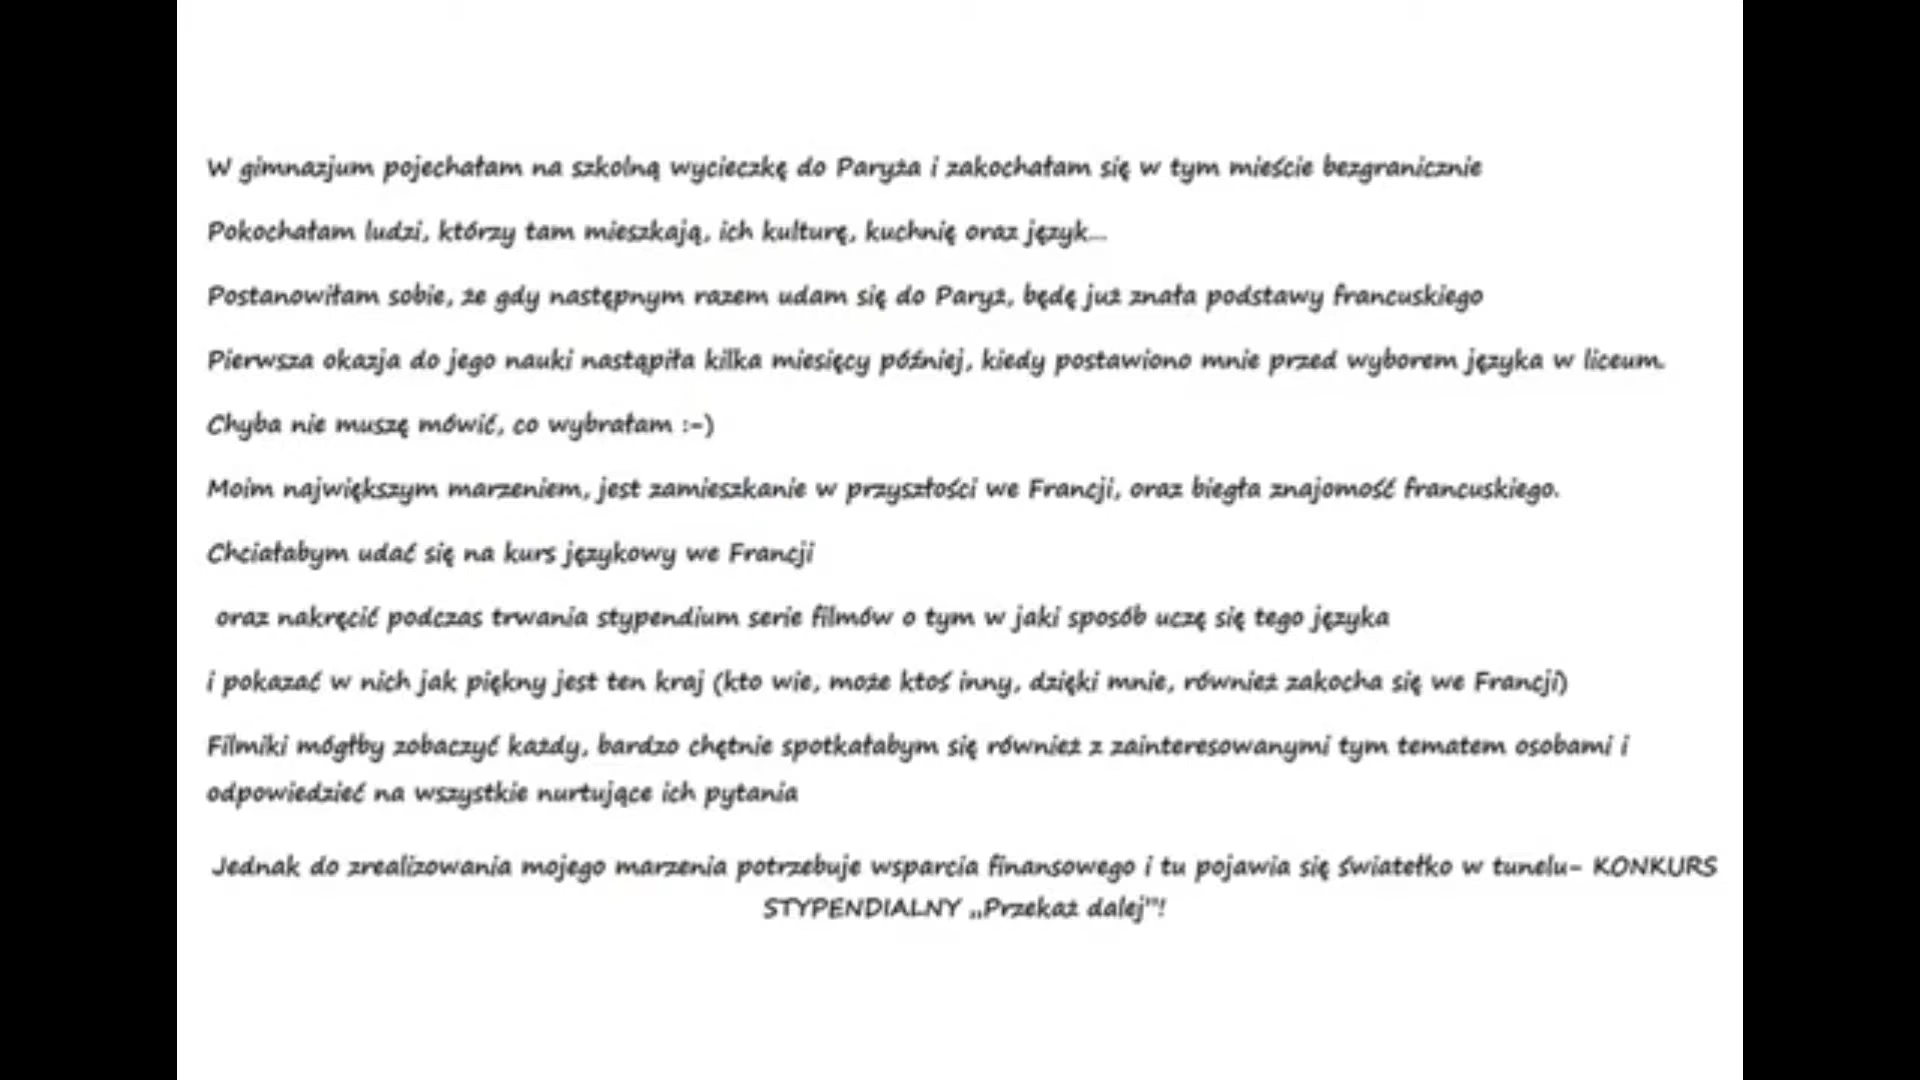 W gimnazjum pojechałam na szkolną wycieczkę do Paryża i zakochałam się w tym mieście bezgranicznie
Pokochałam ludzi, którzy tam mieszkają, ich kulturę, kuchnię oraz język...
Postanowiłam sobie, że gdy następnym razem udam się do Paryż, będę już znała podstawy francuskiego
Pierwsza okazja do jego nauki nastąpiła kilka miesięcy później, kiedy postawiono mnie przed wyborem języka w liceum.
Chyba nie muszę mówić, co wybrałam :-)
Moim największym marzeniem, jest zamieszkanie w przyszłości we Francji, oraz biegła znajomość francuskiego.
Chciałabym udać się na kurs językowy we Francji
oraz nakręcić podczas trwania stypendium serie filmów o tym w jaki sposób uczę się tego języka
i pokazać w nich jak piękny jest ten kraj (kto wie, może ktoś inny, dzięki mnie, również zakocha się we Francji)
Filmiki mógłby zobaczyć każdy, bardzo chętnie spotkałabym się również z zainteresowanymi tym tematem osobami i
odpowiedzieć na wszystkie nurtujące ich pytania
Jednak do zrealizowania mojego marzenia potrzebuje wsparcia finansowego i tu pojawia się światełko w tunelu- KONKURS
STYPENDIALNY „Przekaż dalej”!